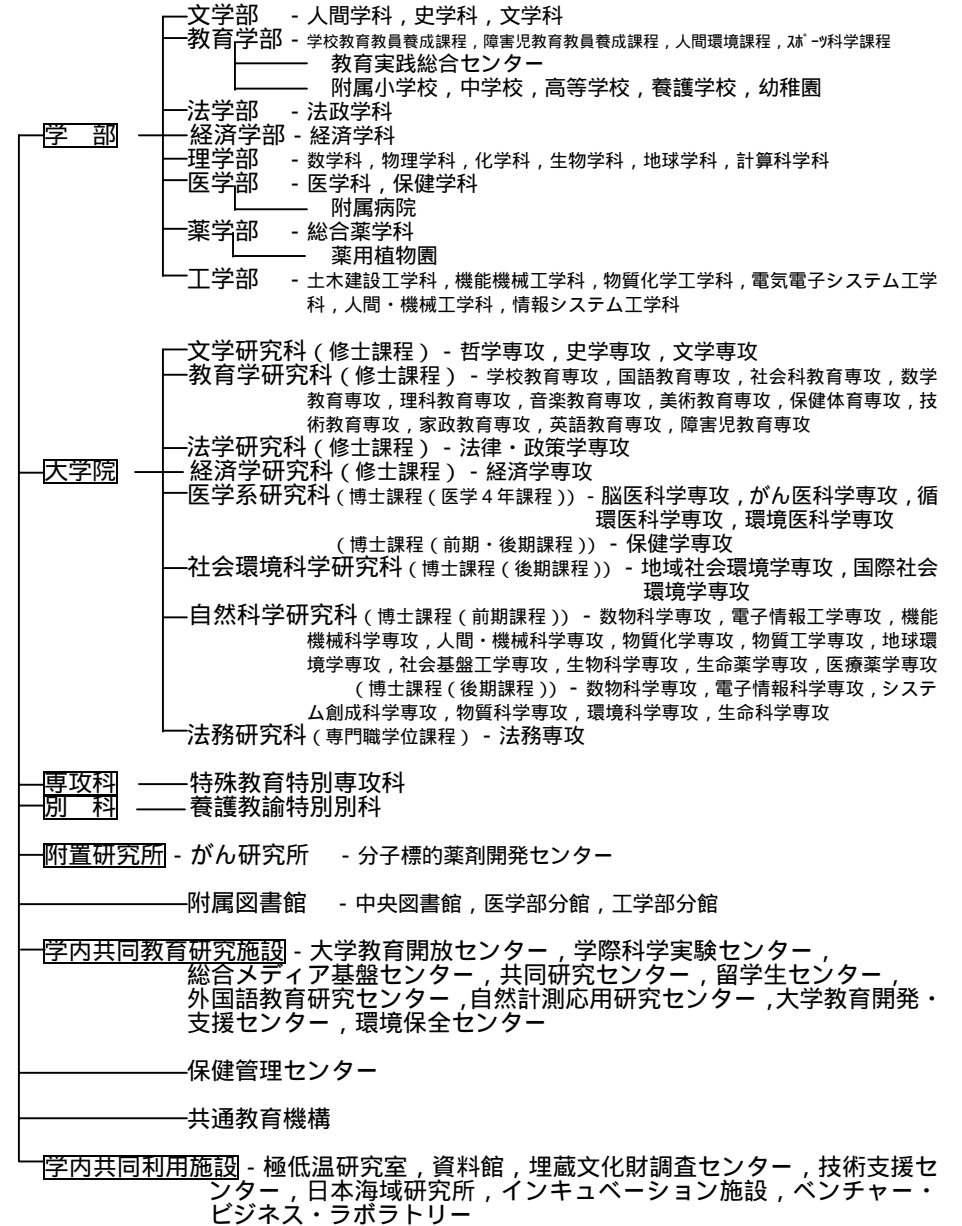 文学部 - 人間学科，史学科，文学科
教育学部 - 学校教育教員養成課程，障害児教育教員養成課程，人間環境課程，ｽﾎﾟｰﾂ科学課程
教育実践総合センター
附属小学校，中学校，高等学校，養護学校，幼稚園
法学部 - 法政学科
学 部
経済学部 - 経済学科
理学部 - 数学科，物理学科，化学科，生物学科，地球学科，計算科学科
医学部 - 医学科，保健学科
附属病院
薬学部 - 総合薬学科
薬用植物園
工学部 - 土木建設工学科，機能機械工学科，物質化学工学科，電気電子システム工学
科，人間・機械工学科，情報システム工学科
文学研究科（修士課程） - 哲学専攻，史学専攻，文学専攻
教育学研究科（修士課程） - 学校教育専攻，国語教育専攻，社会科教育専攻，数学
教育専攻，理科教育専攻，音楽教育専攻，美術教育専攻，保健体育専攻，技
術教育専攻，家政教育専攻，英語教育専攻，障害児教育専攻
法学研究科（修士課程） - 法律・政策学専攻
大学院
経済学研究科（修士課程） - 経済学専攻
医学系研究科（博士課程（医学４年課程）） - 脳医科学専攻，がん医科学専攻，循
環医科学専攻，環境医科学専攻
（博士課程（前期・後期課程）） - 保健学専攻
社会環境科学研究科（博士課程（後期課程）） - 地域社会環境学専攻，国際社会
環境学専攻
自然科学研究科（博士課程（前期課程）） - 数物科学専攻，電子情報工学専攻，機能
機械科学専攻，人間・機械科学専攻，物質化学専攻，物質工学専攻，地球環
境学専攻，社会基盤工学専攻，生物科学専攻，生命薬学専攻，医療薬学専攻
（博士課程（後期課程）） - 数物科学専攻，電子情報科学専攻，システ
ム創成科学専攻，物質科学専攻，環境科学専攻，生命科学専攻
法務研究科（専門職学位課程） - 法務専攻
専攻科 特殊教育特別専攻科
別 科 養護教諭特別別科
附置研究所 - がん研究所 - 分子標的薬剤開発センター
附属図書館 - 中央図書館，医学部分館，工学部分館
学内共同教育研究施設 - 大学教育開放センター，学際科学実験センター，
総合メディア基盤センター，共同研究センター，留学生センター，
外国語教育研究センター，自然計測応用研究センター，大学教育開発・
支援センター，環境保全センター
保健管理センター
共通教育機構
学内共同利用施設 - 極低温研究室，資料館，埋蔵文化財調査センター，技術支援セ
ンター，日本海域研究所，インキュベーション施設，ベンチャー・
ビジネス・ラボラトリー